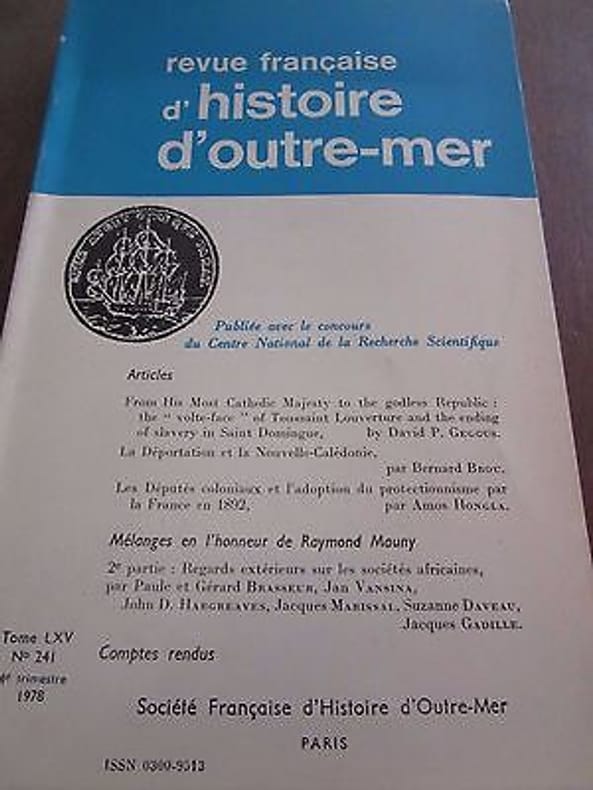 revue française
d'histoire
d'outre-mer
Publiée avec le concours
du Centre National de la Recherche Scientifique
Articles
From His Most Catholic Majesty to the godless Republic :
the " volte-face " of Toussaint Louverture and the ending
of slavery in Saint Domingue, by David P. GEGGUS.
La Déportation et la Nouvelle-Calédonie,
par Bernard BROU.
Les Députés coloniaux et l'adoption du protectionnisme par
la France en 1892, par Amos HONGLA.
Mélanges en l'honneur de Raymond Mauny
2e partie : Regards extérieurs sur les sociétés africaines,
par Paule et Gérard BRASSEUR, Jan VANSINA,
John D. HARGREAVES, Jacques MARISSAL, Suzanne DAVEAU,
Jacques GADILLE.
Tome LXV
No 241
4e trimestre
1978
Comptes rendus
Société Française d'Histoire d'Outre-Mer
PARIS
ISSN 0300-9513